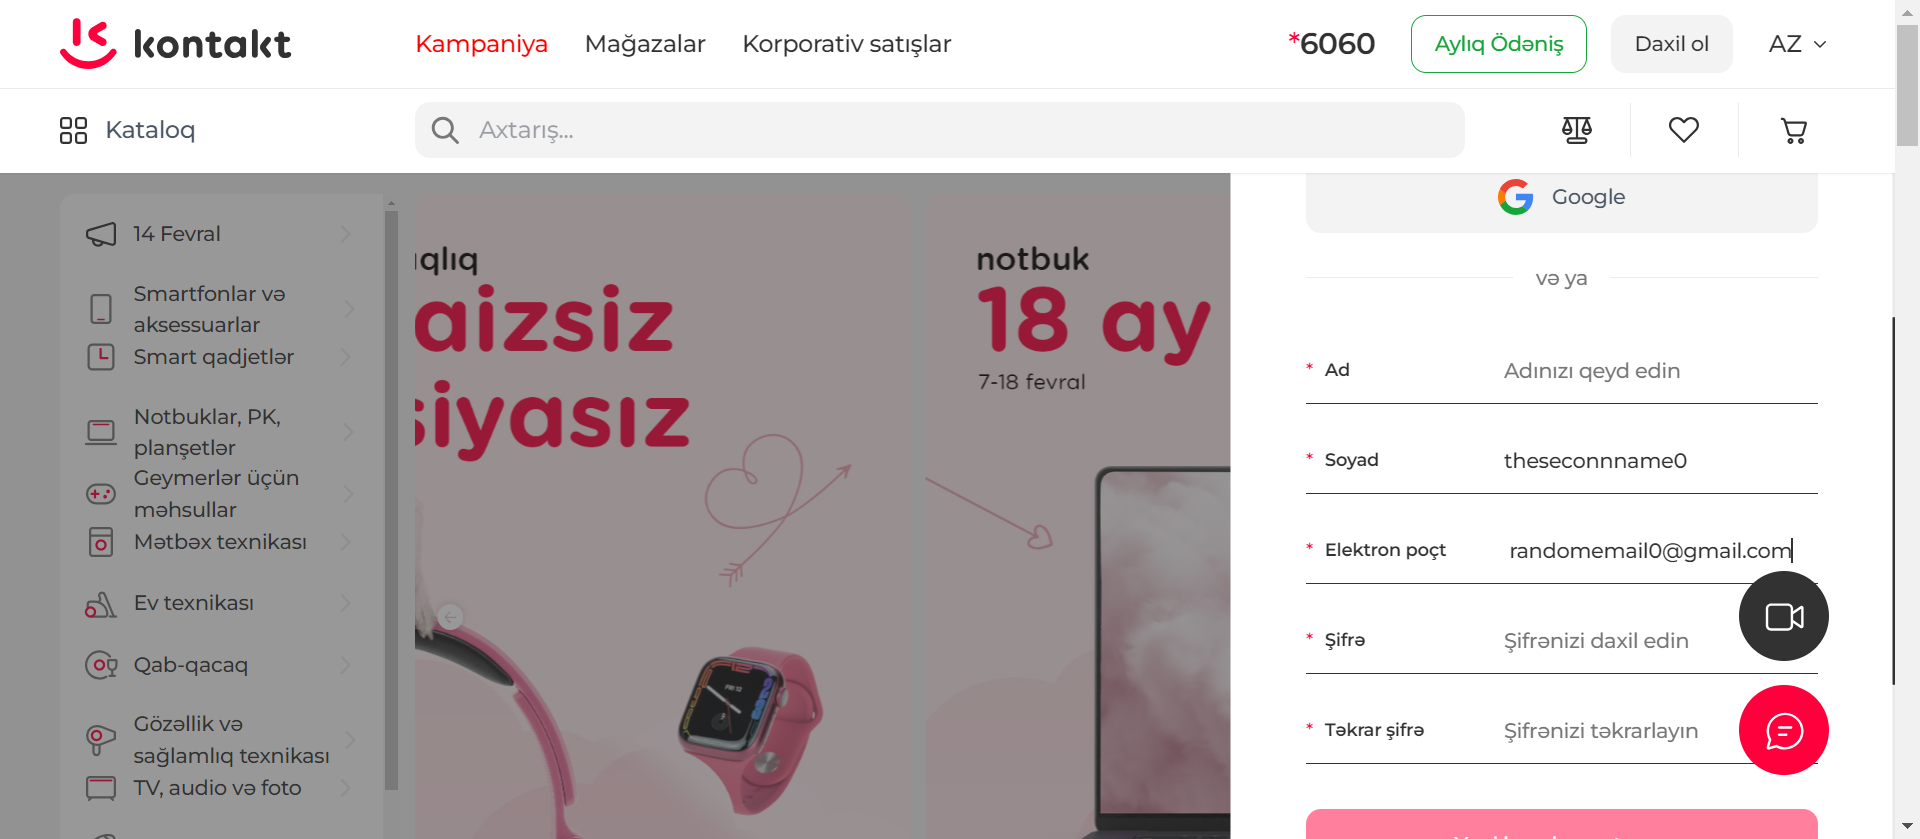 kontakt
Kampaniya
Mağazalar
Korporativ satışlar
*6060
Aylıq Ödəniş
Daxil ol
AZ
Kataloq
Axtarış...
14 Fevral
Smartfonlar və
aksessuarlar
Smart qadjetlər
Notbuklar, PK,
planşetlər
Geymerlər üçün
məhsullar
Mətbəx texnikası
Ev texnikası
Qab-qacaq
Gözəllik və
sağlamlıq texnikası
TV, audio və foto
qlıq
aizsiz
siyasız
notbuk
18 ay
7-18 fevral
Google
və ya
* Ad
Adınızı qeyd edin
* Soyad
theseconnname0
* Elektron poçt
randomemail0@gmail.com
* Şifrə
Şifrənizi daxil edin
* Təkrar şifrə
Şifrənizi təkrarlayın